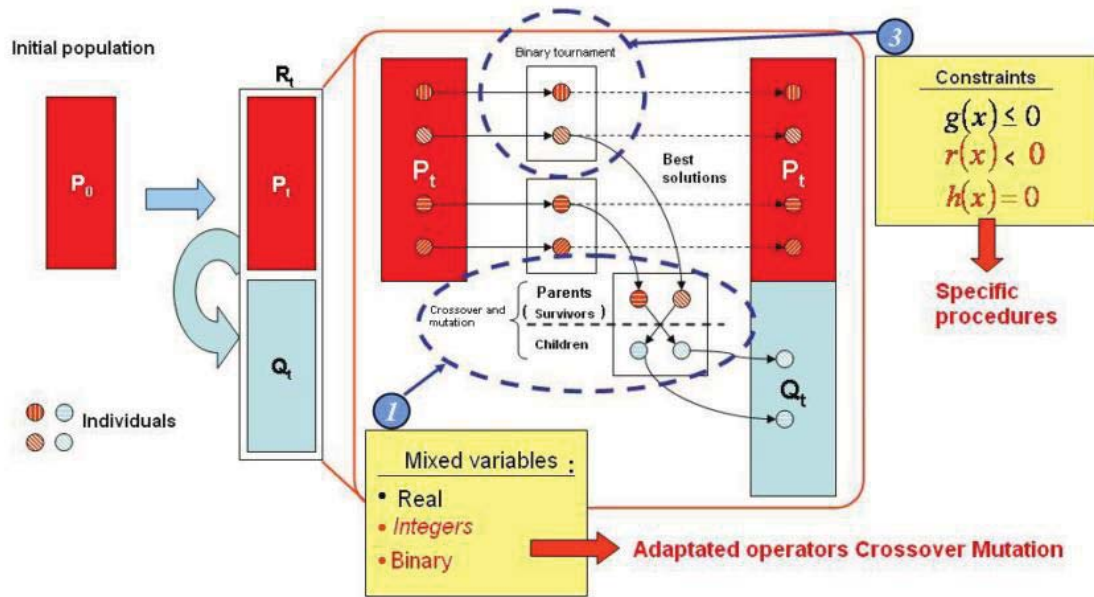 Initial population
P0
Rt
Pt
Qt
Individuals
Binary tournament
Pt
Best
solutions
Pt
Crossover and
mutation
Parents
( Survivors )
Children
Qt
3
Constraints
g(x) ≤ 0
r(x) < 0
h(x) = 0
Specific
procedures
1
Mixed variables :
• Real
• Integers
• Binary
Adaptated operators Crossover Mutation